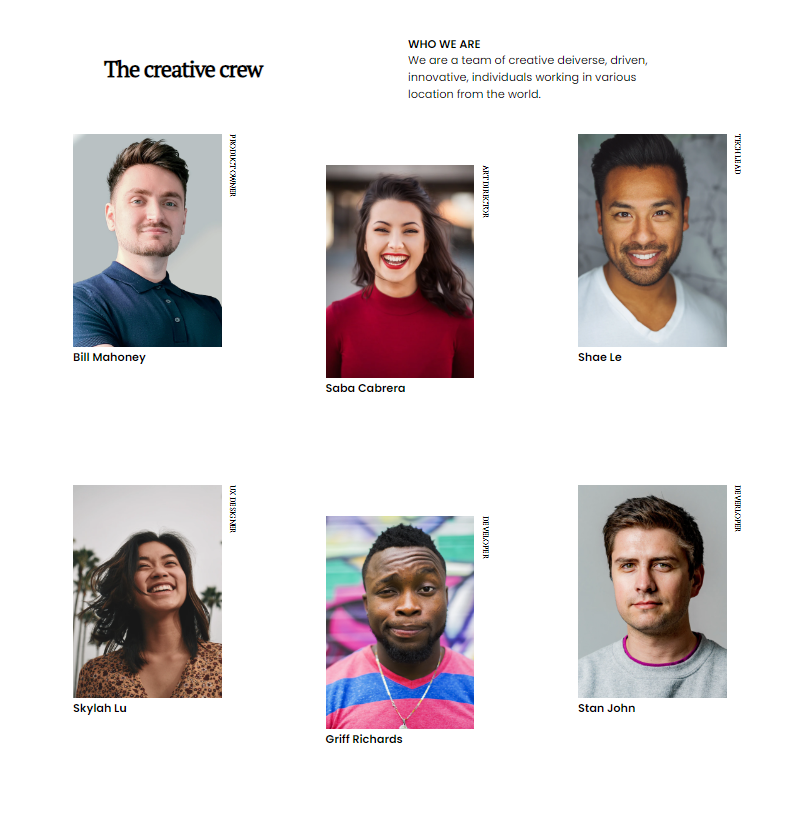 The creative crew
WHO WE ARE
We are a team of creative deiverse, driven,
innovative, individuals working in various
location from the world.
PRODUCT OWNER
Bill Mahoney
ART DIREKTOR
Saba Cabrera
TECH LEAD
Shae Le
UX DESIGNER
Skylah Lu
DEVELOPER
Griff Richards
DEVERLOPER
Stan John